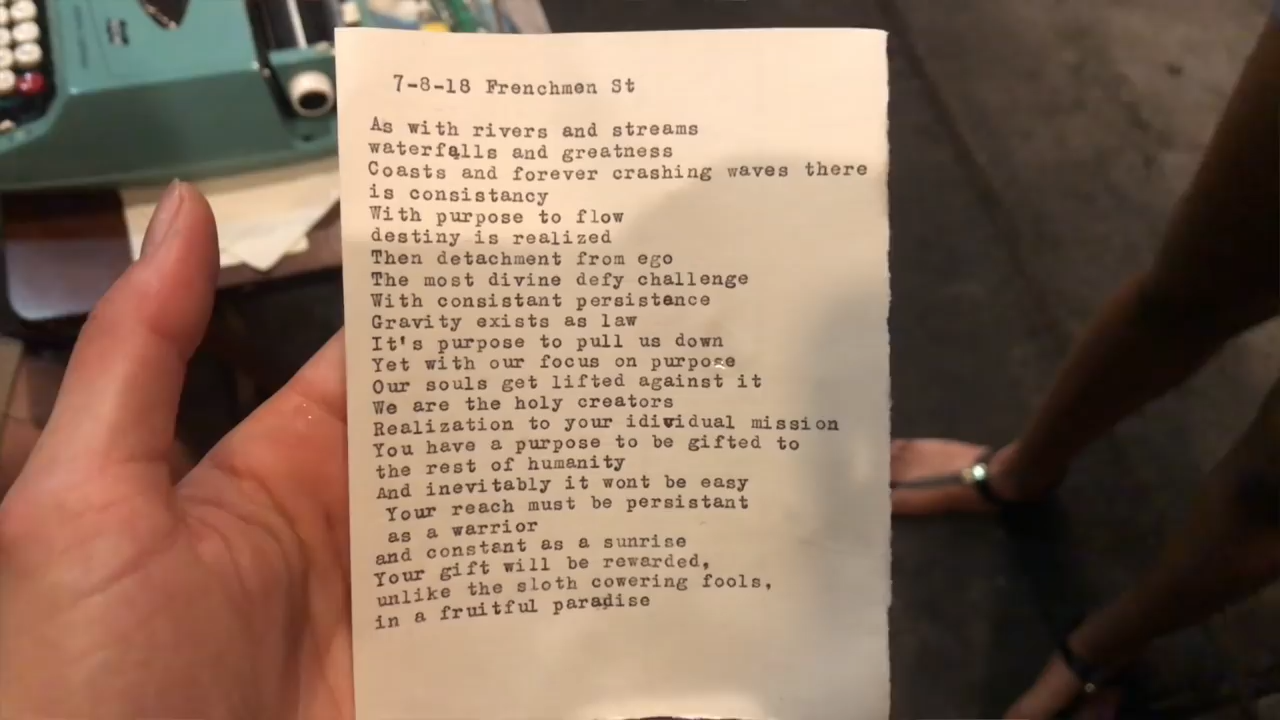 7-8-18 Frenchmen St
As with rivers and streams
waterfalls and greatness
Coasts and forever crashing waves there
is consistancy
With purpose to flow
destiny is realized
Then detachment from ego
The most divine defy challenge
With consistant persistance
Gravity exists as law
It's purpose to pull us down
Yet with our focus on purpose
Our souls get lifted against it
We are the holy creators
Realization to your idividual mission
You have a purpose to be gifted to
the rest of humanity
And inevitably it wont be easy
Your reach must be persistant
as a warrior
and constant as a sunrise
Your gift will be rewarded,
unlike the sloth cowering fools,
in a fruitful paradise